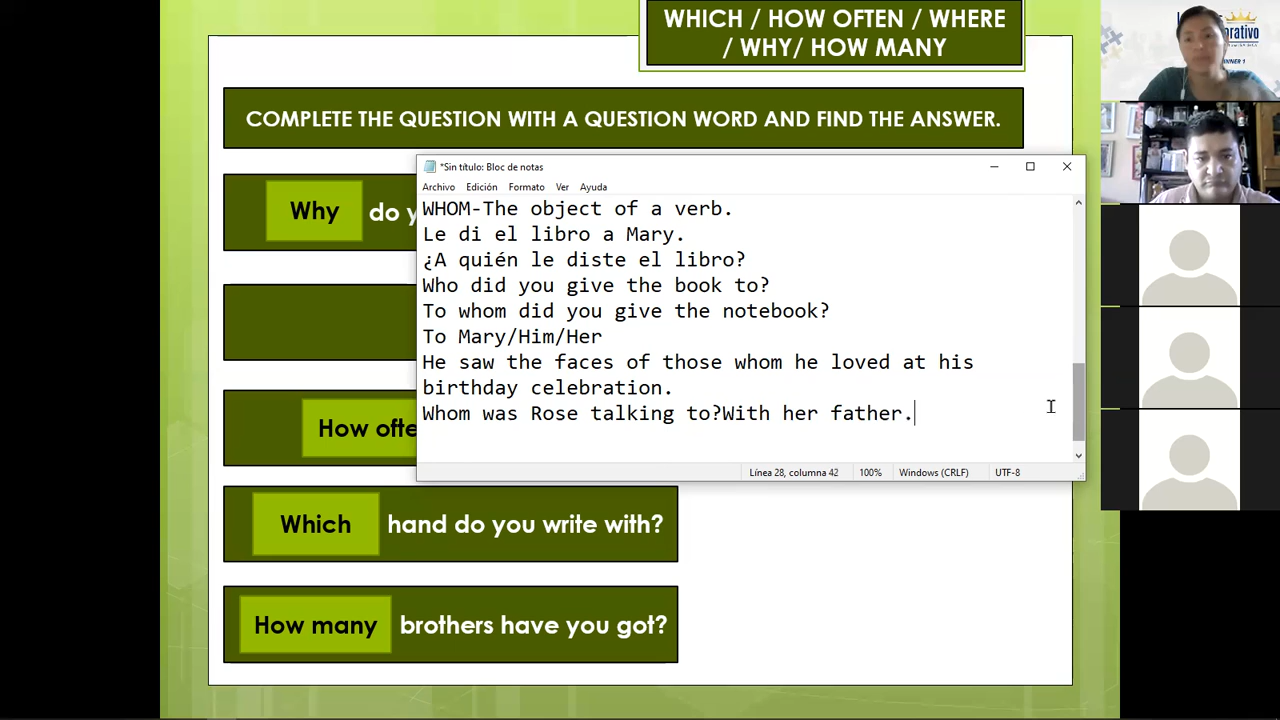 WHICH / HOW OFTEN / WHERE
/ WHY/ HOW MANY
COMPLETE THE QUESTION WITH A QUESTION WORD AND FIND THE ANSWER.
Why do y
*Sin título: Bloc de notas
Archivo Edición Formato Ver Ayuda
WHOM-The object of a verb.
Le di el libro a Mary.
¿A quién le diste el libro?
Who did you give the book to?
To whom did you give the notebook?
To Mary/Him/Her
He saw the faces of those whom he loved at his
birthday celebration.
Whom was Rose talking to?With her father.
Línea 28, columna 42 100% Windows (CRLF) UTF-8
How ofte
Which hand do you write with?
How many brothers have you got?